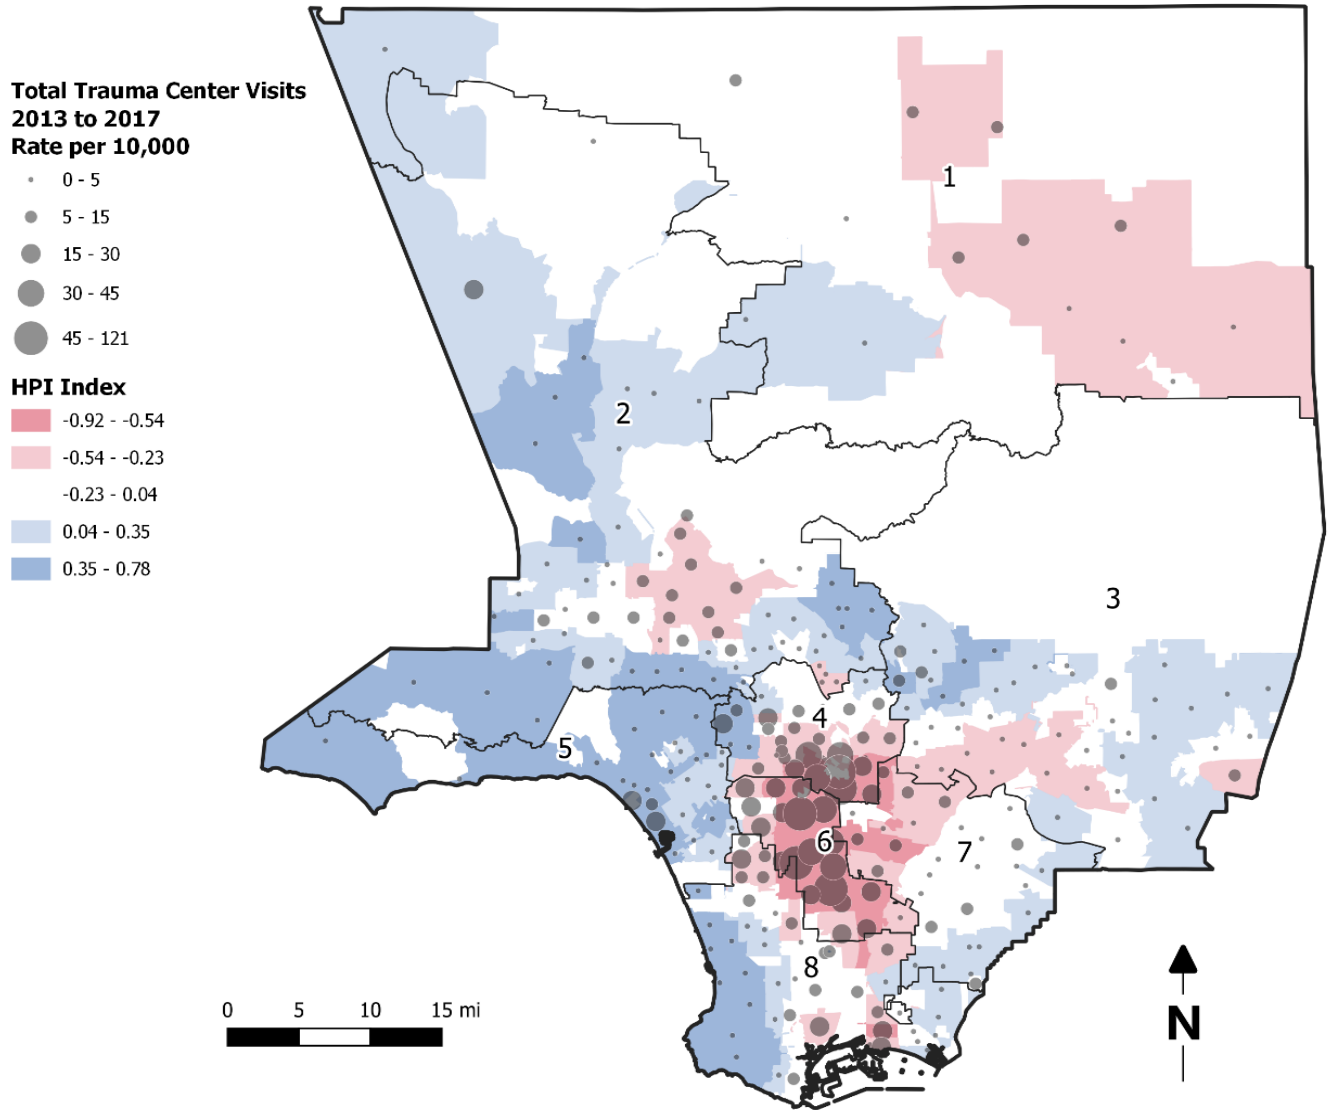 Total Trauma Center Visits
2013 to 2017
Rate per 10,000
0 - 5
5 - 15
15 - 30
30 - 45
45 - 121
HPI Index
-0.92 - -0.54
-0.54 - -0.23
-0.23 - 0.04
0.04 - 0.35
0.35 - 0.78
1
2
3
4
5
6
7
8
0 5 10 15 mi
N